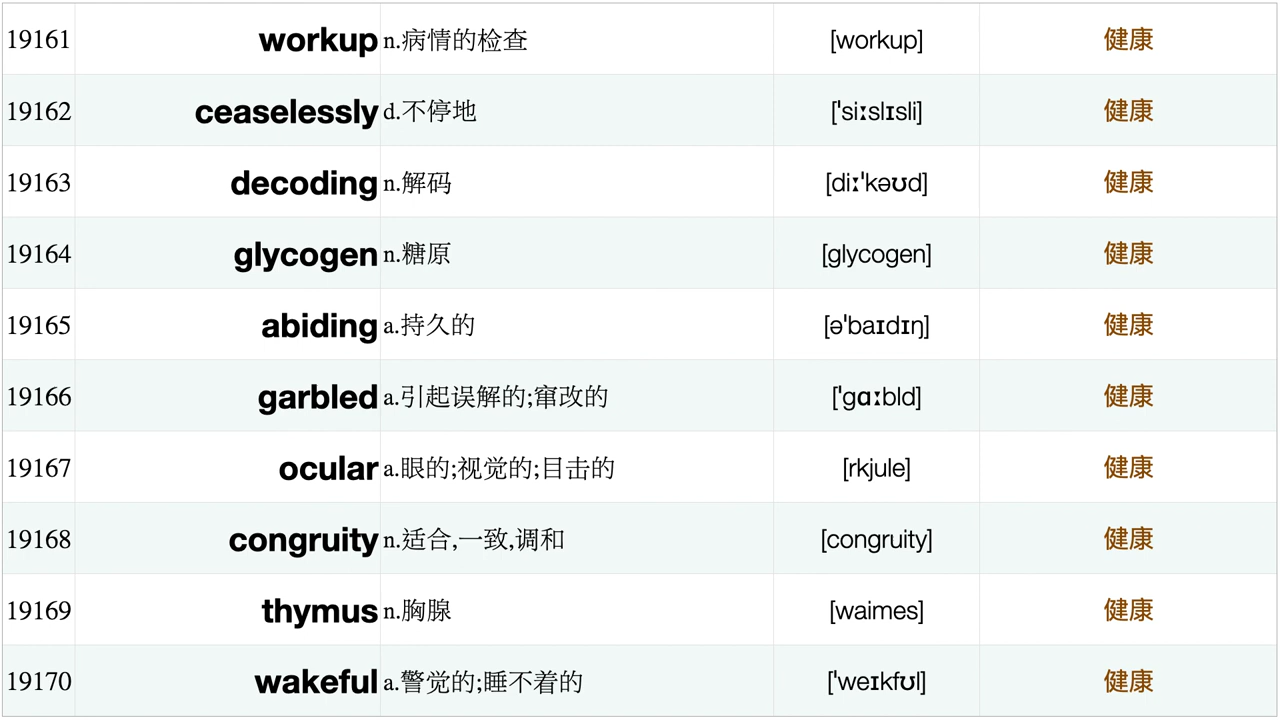 19161 workup n.病情的检查 [workup] 健康
19162 ceaselessly d.不停地 ['siːslɪsli] 健康
19163 decoding n.解码 [diː'kəʊd] 健康
19164 glycogen n.糖原 [glycogen] 健康
19165 abiding a.持久的 [ə'baɪdɪŋ] 健康
19166 garbled a.引起误解的;窜改的 ['gɑːbld] 健康
19167 ocular a.眼的;视觉的;目击的 [rkjule] 健康
19168 congruity n.适合,一致,调和 [congruity] 健康
19169 thymus n.胸腺 [waimes] 健康
19170 wakeful a.警觉的;睡不着的 ['weɪkfʊl] 健康